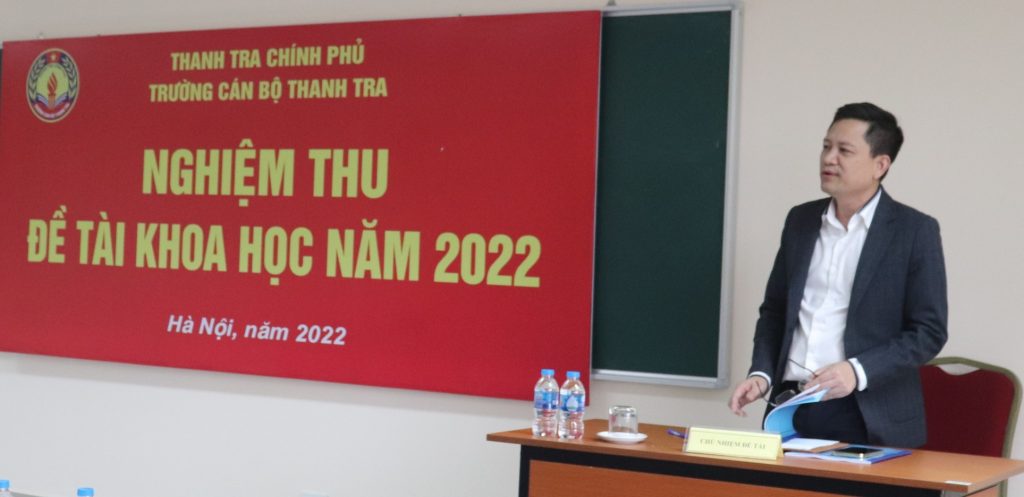 THANH TRA CHÍNH PHỦ
TRƯỜNG CÁN BỘ THANH TRA
NGHIỆM THU
ĐỀ TÀI KHOA HỌC NĂM 2022
Hà Nội, năm 2022
CHỦ NHIỆM ĐỀ TÀI